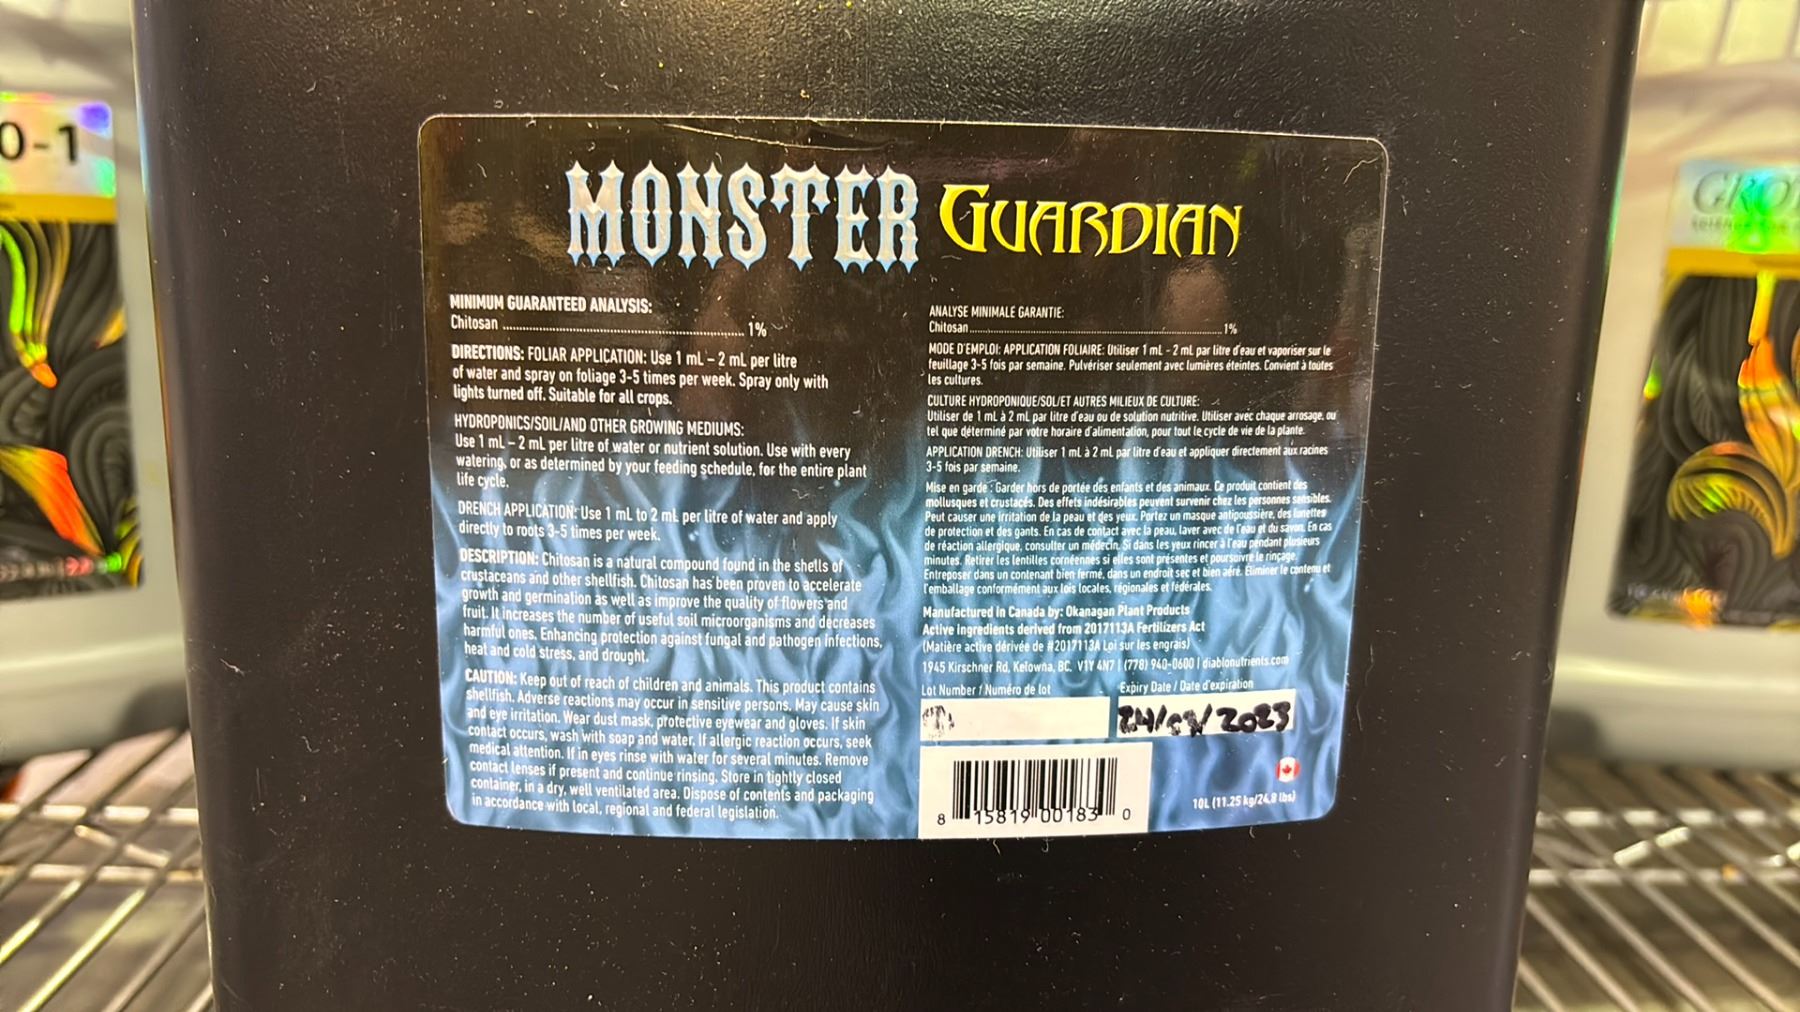 0-1
MONSTER GUARDIAN
MINIMUM GUARANTEED ANALYSIS:
Chitosan ........................ 1%
DIRECTIONS: FOLIAR APPLICATION: Use 1 mL – 2 mL per litre
of water and spray on foliage 3-5 times per week. Spray only with
lights turned off. Suitable for all crops.
HYDROPONICS/SOIL/AND OTHER GROWING MEDIUMS:
Use 1 mL – 2 mL per litre of water or nutrient solution. Use with every
watering, or as determined by your feeding schedule, for the entire plant
life cycle.
DRENCH APPLICATION: Use 1 mL to 2 mL per litre of water and apply
directly to roots 3-5 times per week.
DESCRIPTION: Chitosan is a natural compound found in the shells of
crustaceans and other shellfish. Chitosan has been proven to accelerate
growth and germination as well as improve the quality of flowers and
fruit. It increases the number of useful soil microorganisms and decreases
harmful ones. Enhancing protection against fungal and pathogen infections,
heat and cold stress, and drought.
CAUTION: Keep out of reach of children and animals. This product contains
shellfish. Adverse reactions may occur in sensitive persons. May cause skin
and eye irritation. Wear dust mask, protective eyewear and gloves. If skin
contact occurs, wash with soap and water. If allergic reaction occurs, seek
medical attention. If in eyes rinse with water for several minutes. Remove
contact lenses if present and continue rinsing. Store in tightly closed
container, in a dry, well ventilated area. Dispose of contents and packaging
in accordance with local, regional and federal legislation.
ANALYSE MINIMALE GARANTIE:
Chitosan ........................ 1%
MODE D'EMPLOI: APPLICATION FOLIAIRE: Utiliser 1 mL - 2 mL par litre d'eau et vaporiser sur le
feuillage 3-5 fois par semaine. Pulvériser seulement avec lumières éteintes. Convient à toutes
les cultures.
CULTURE HYDROPONIQUE/SOL/ET AUTRES MILIEUX DE CULTURE:
Utiliser de 1 mL à 2 mL par litre d'eau ou de solution nutritive. Utiliser avec chaque arrosage, ou
tel que déterminé par votre horaire d'alimentation, pour tout le cycle de vie de la plante.
APPLICATION DRENCH: Utiliser 1 mL à 2 mL par litre d'eau et appliquer directement aux racines
3-5 fois par semaine.
Mise en garde : Garder hors de portée des enfants et des animaux. Ce produit contient des
mollusques et crustacés. Des effets indésirables peuvent survenir chez les personnes sensibles.
Peut causer une irritation de la peau et des yeux. Portez un masque antipoussière, des lunettes
de protection et des gants. En cas de contact avec la peau, laver avec de l'eau et du savon. En cas
de réaction allergique, consulter un médecin. Si dans les yeux rincer à l'eau pendant plusieurs
minutes. Retirer les lentilles cornéennes si elles sont présentes et poursuivre le rinçage.
Entreposer dans un contenant bien fermé, dans un endroit sec et bien aéré. Éliminer le contenu et
l'emballage conformément aux lois locales, régionales et fédérales.
Manufactured in Canada by: Okanagan Plant Products
Active ingredients derived from 2017113A Fertilizers Act
(Matière active dérivée de #2017113A Loi sur les engrais)
1945 Kirschner Rd, Kelowna, BC. V1Y 4N7 | (778) 940-0600 | diablonutrients.com
Lot Number / Numéro de lot
Expiry Date / Date d'expiration
2023
8 15819 00183 0
10L (11.25 kg/24.8 lbs)